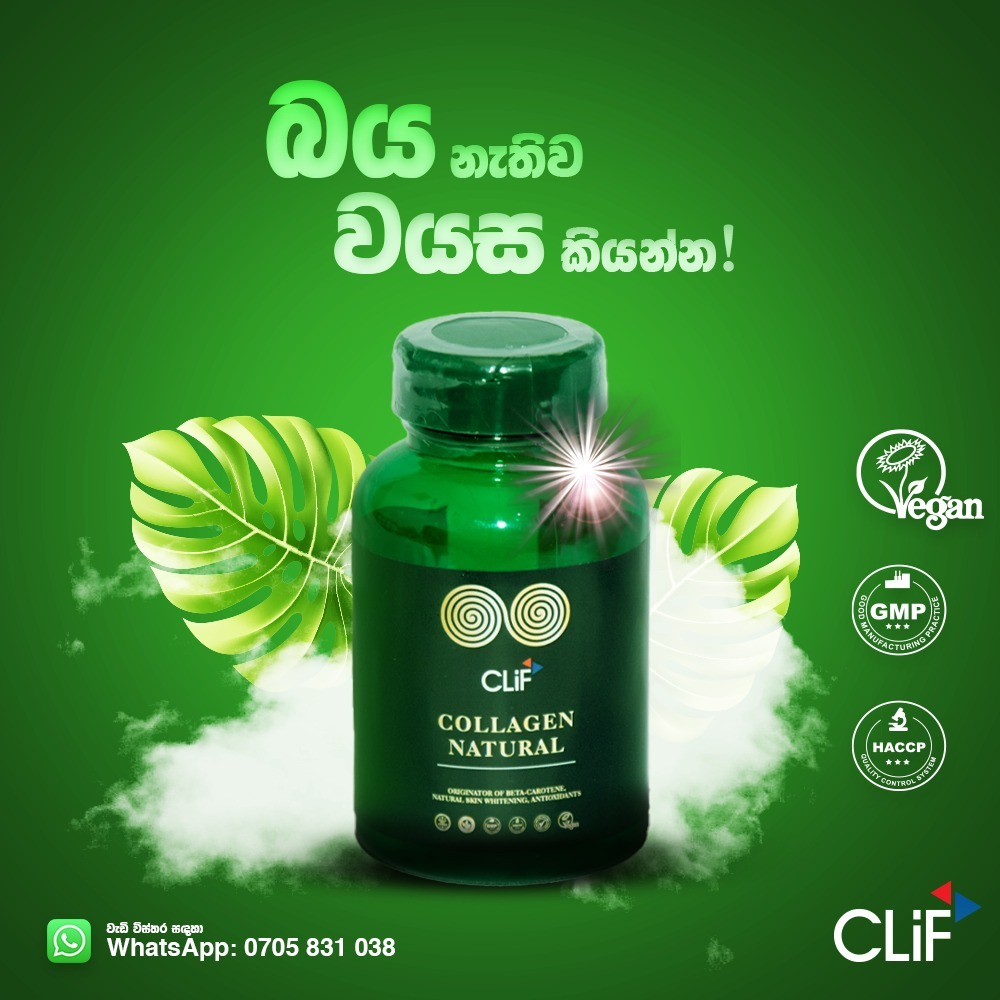 බය නැතිව
වයස කියන්න!
CLiF
COLLAGEN
NATURAL
ORIGINATOR OF BETA-CAROTENE,
NATURAL SKIN WHITENING, ANTIOXIDANTS
Vegan
GMP
GOOD MANUFACTURING PRACTICE
HACCP
QUALITY CONTROL SYSTEM
වැඩි විස්තර සඳහා
WhatsApp: 0705 831 038
CLiF